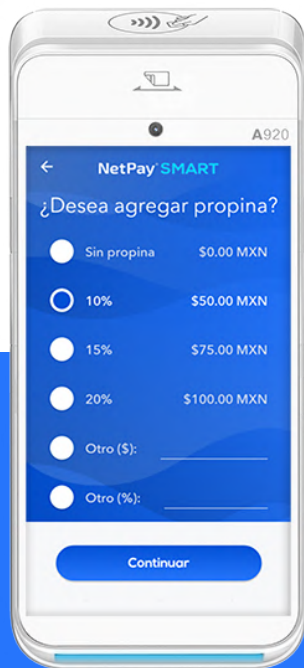 A920
NetPay SMART
¿Desea agregar propina?
Sin propina $0.00 MXN
10% $50.00 MXN
15% $75.00 MXN
20% $100.00 MXN
Otro ($):
Otro (%):
Continuar